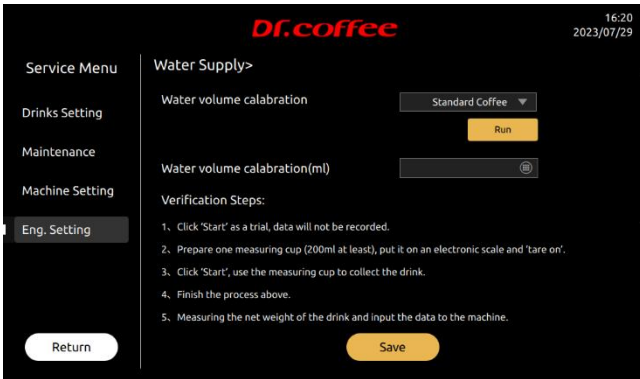 Dr.coffee
16:20
2023/07/29
Service Menu
Drinks Setting
Maintenance
Machine Setting
Eng. Setting
Return
Water Supply>
Water volume calabration
Standard Coffee
Run
Water volume calabration(ml)
Verification Steps:
1、Click ‘Start’ as a trial, data will not be recorded.
2、Prepare one measuring cup (200ml at least), put it on an electronic scale and ‘tare on’.
3、Click ‘Start’, use the measuring cup to collect the drink.
4、Finish the process above.
5、Measuring the net weight of the drink and input the data to the machine.
Save